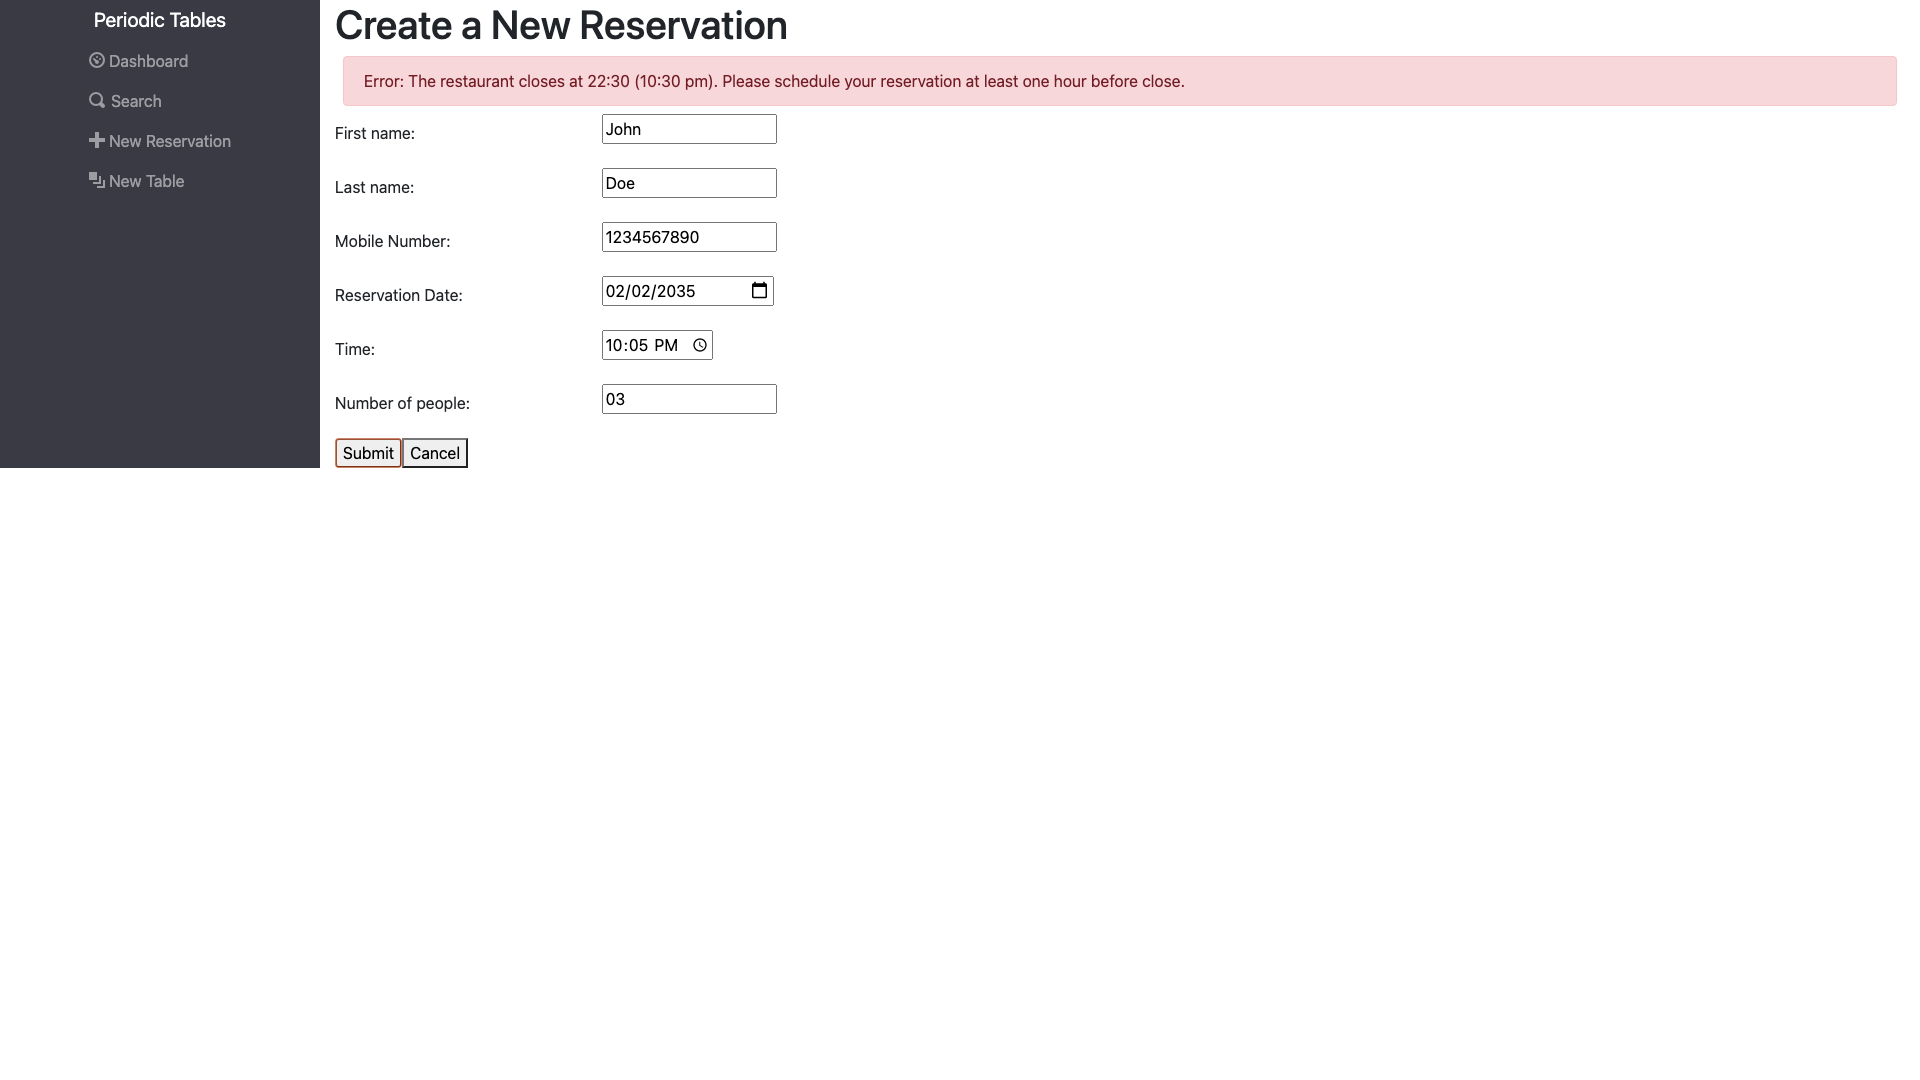 Periodic Tables
Dashboard
Search
New Reservation
New Table
Create a New Reservation
Error: The restaurant closes at 22:30 (10:30 pm). Please schedule your reservation at least one hour before close.
First name: John
Last name: Doe
Mobile Number: 1234567890
Reservation Date: 02/02/2035
Time: 10:05 PM
Number of people: 03
Submit Cancel